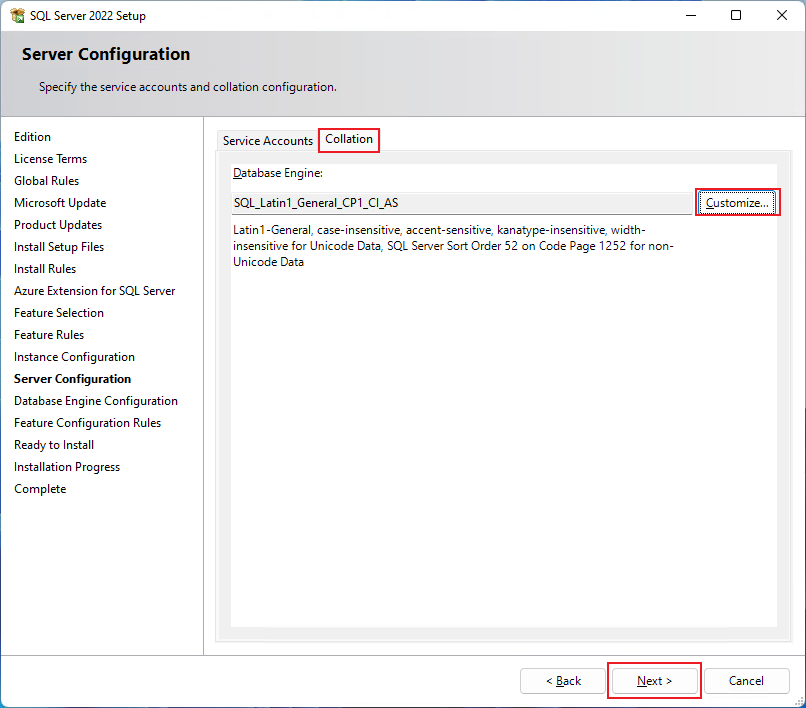 SQL Server 2022 Setup
Server Configuration
Specify the service accounts and collation configuration.
Edition
License Terms
Global Rules
Microsoft Update
Product Updates
Install Setup Files
Install Rules
Azure Extension for SQL Server
Feature Selection
Feature Rules
Instance Configuration
Server Configuration
Database Engine Configuration
Feature Configuration Rules
Ready to Install
Installation Progress
Complete
Service Accounts
Collation
Database Engine:
SQL_Latin1_General_CP1_CI_AS
Customize...
Latin1-General, case-insensitive, accent-sensitive, kanatype-insensitive, width-
insensitive for Unicode Data, SQL Server Sort Order 52 on Code Page 1252 for non-
Unicode Data
< Back
Next >
Cancel